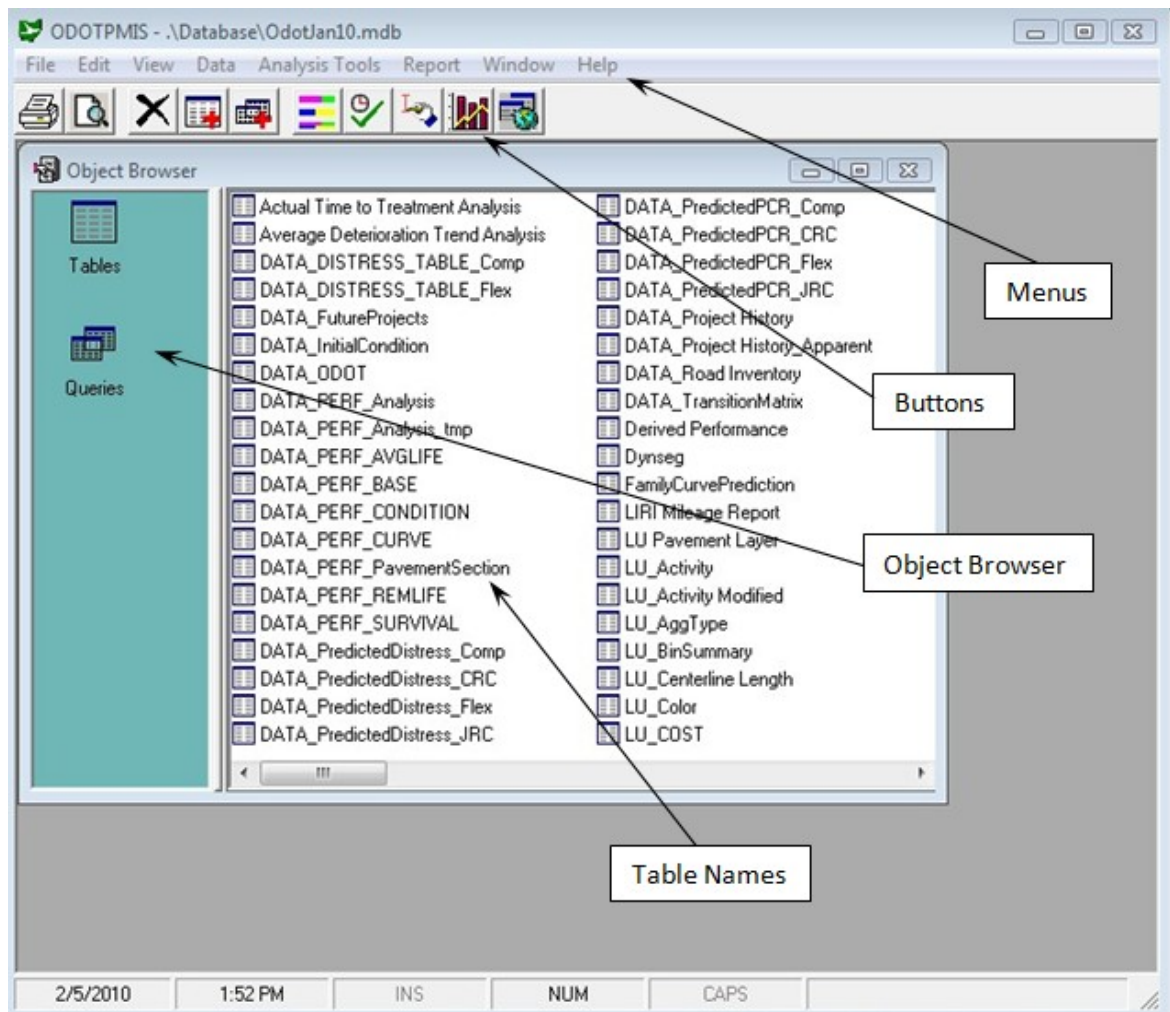 ODOTPMIS - .\Database\OdotJan10.mdb
File Edit View Data Analysis Tools Report Window Help
Object Browser
Tables
Queries
Actual Time to Treatment Analysis
Average Deterioration Trend Analysis
DATA_DISTRESS_TABLE_Comp
DATA_DISTRESS_TABLE_Flex
DATA_FutureProjects
DATA_InitialCondition
DATA_ODOT
DATA_PERF_Analysis
DATA_PERF_Analysis_tmp
DATA_PERF_AVGLIFE
DATA_PERF_BASE
DATA_PERF_CONDITION
DATA_PERF_CURVE
DATA_PERF_PavementSection
DATA_PERF_REMLIFE
DATA_PERF_SURVIVAL
DATA_PredictedDistress_Comp
DATA_PredictedDistress_CRC
DATA_PredictedDistress_Flex
DATA_PredictedDistress_JRC
DATA_PredictedPCR_Comp
DATA_PredictedPCR_CRC
DATA_PredictedPCR_Flex
DATA_PredictedPCR_JRC
DATA_Project History
DATA_Project History_Apparent
DATA_Road Inventory
DATA_TransitionMatrix
Derived Performance
Dynseg
FamilyCurvePrediction
LIRI Mileage Report
LU Pavement Layer
LU_Activity
LU_Activity Modified
LU_AggType
LU_BinSummary
LU_Centerline Length
LU_Color
LU_COST
Menus
Buttons
Object Browser
Table Names
2/5/2010 1:52 PM INS NUM CAPS